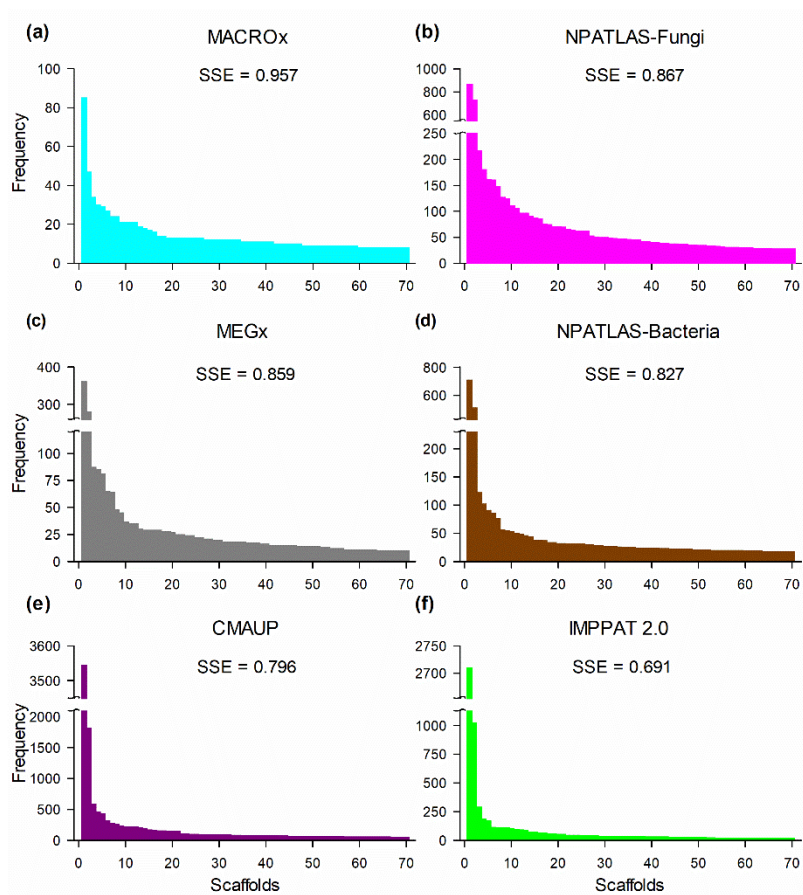 (a)
MACROx
SSE = 0.957
100
80
60
40
20
0
Frequency
0 10 20 30 40 50 60 70
(b)
NPATLAS-Fungi
SSE = 0.867
1000
800
600
250
200
150
100
50
0
0 10 20 30 40 50 60 70
(c)
MEGx
SSE = 0.859
400
300
100
75
50
25
0
Frequency
0 10 20 30 40 50 60 70
(d)
NPATLAS-Bacteria
SSE = 0.827
800
600
200
150
100
50
0
0 10 20 30 40 50 60 70
(e)
CMAUP
SSE = 0.796
3600
3500
2000
1500
1000
500
0
Frequency
0 10 20 30 40 50 60 70
Scaffolds
(f)
IMPPAT 2.0
SSE = 0.691
2750
2700
1000
750
500
250
0
0 10 20 30 40 50 60 70
Scaffolds